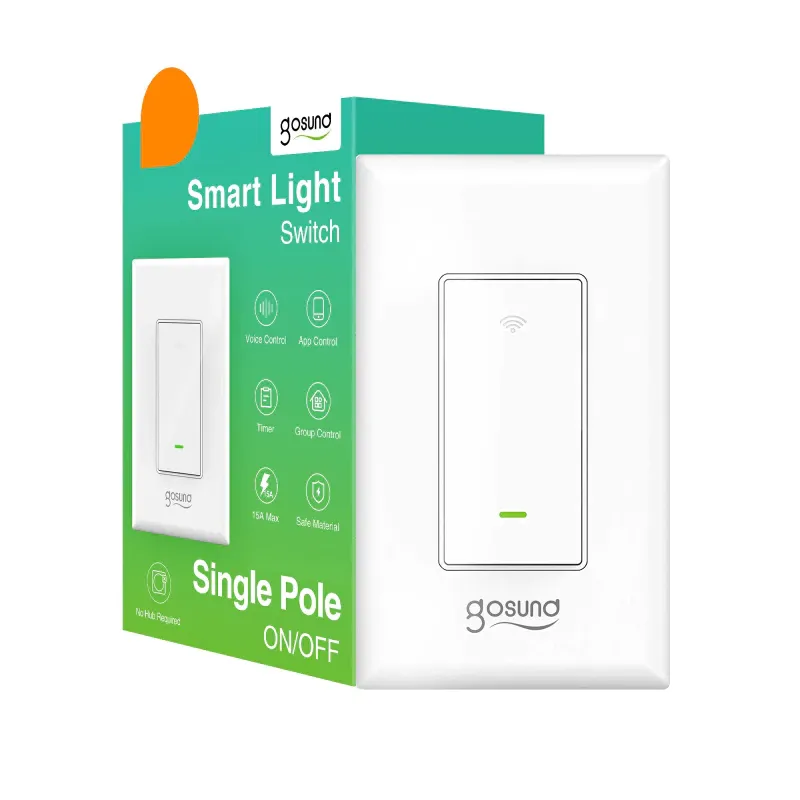 gosund
Smart Light
Switch
Voice Control
App Control
Timer
Group Control
15A
15A Max
Safe Material
gosund
No Hub Required
Single Pole
ON/OFF
gosund